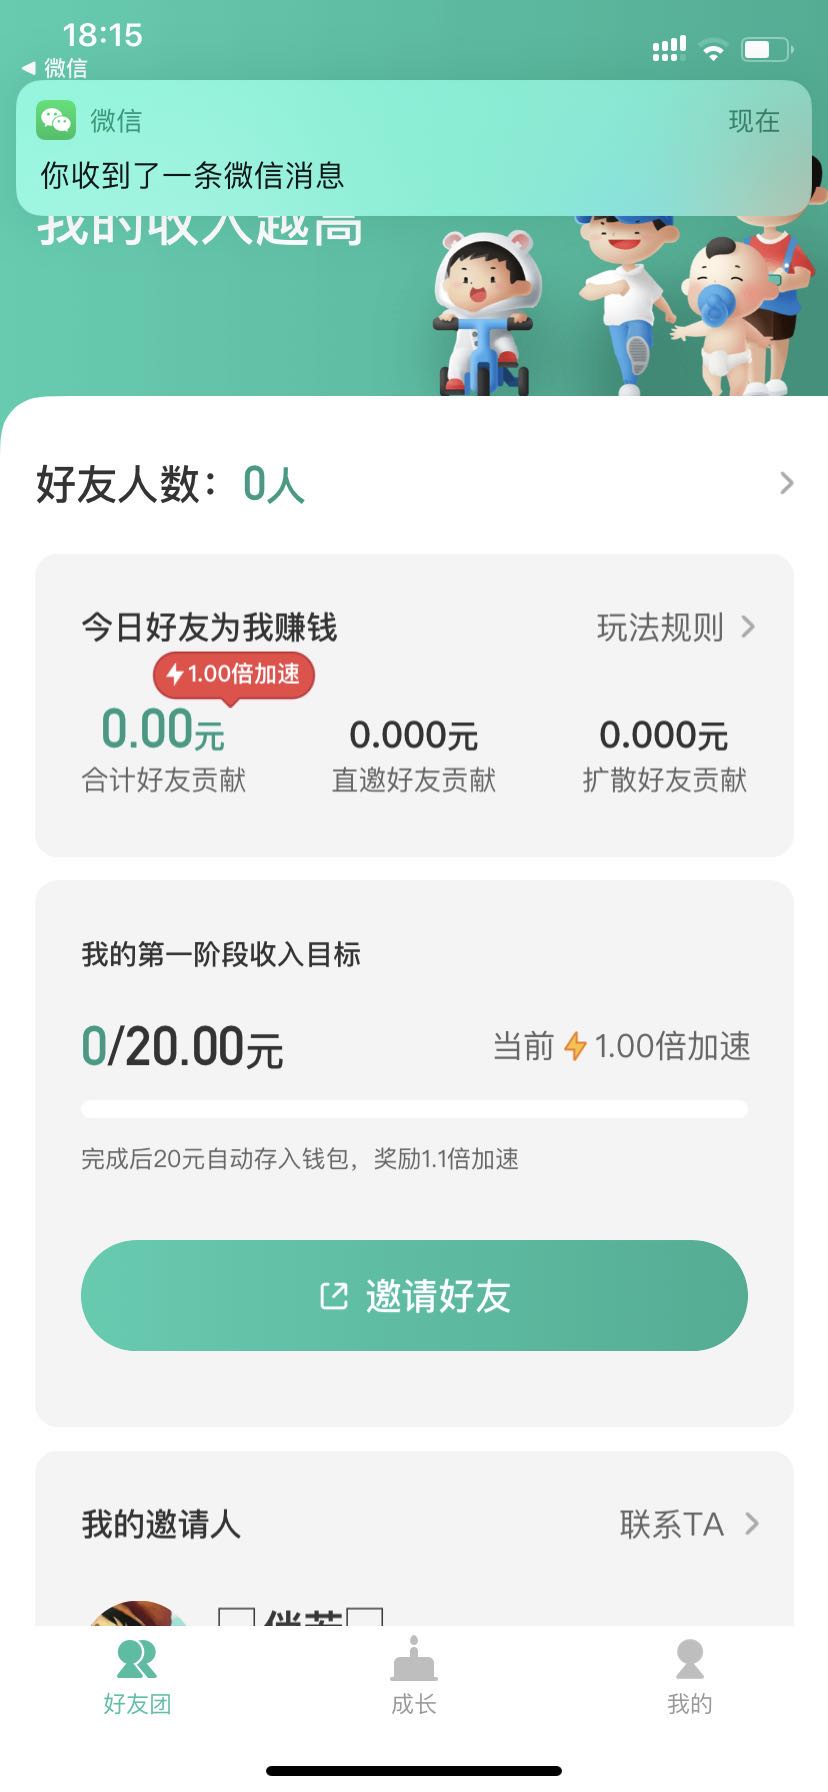 18:15
微信
微信
现在
你收到了一条微信消息
我的收入越高
好友人数：0人
今日好友为我赚钱
玩法规则
1.00倍加速
0.00元
0.000元
0.000元
合计好友贡献
直邀好友贡献
扩散好友贡献
我的第一阶段收入目标
0/20.00元
当前 1.00倍加速
完成后20元自动存入钱包，奖励1.1倍加速
邀请好友
我的邀请人
联系TA
好友团
成长
我的